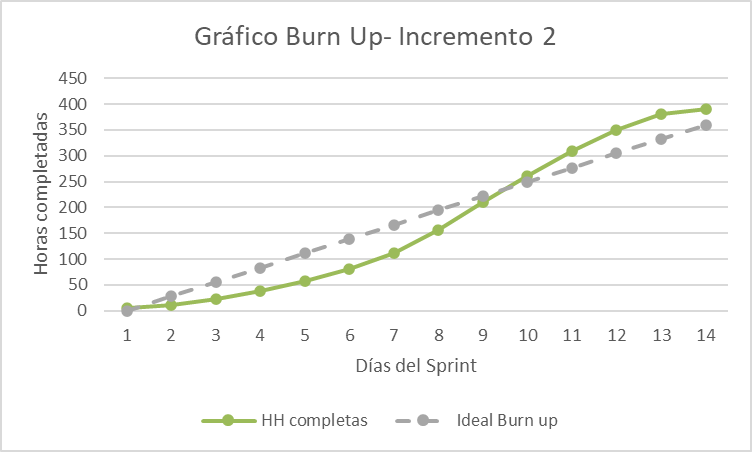 Gráfico Burn Up- Incremento 2
Horas completadas
450
400
350
300
250
200
150
100
50
0
1 2 3 4 5 6 7 8 9 10 11 12 13 14
Días del Sprint
HH completas Ideal Burn up